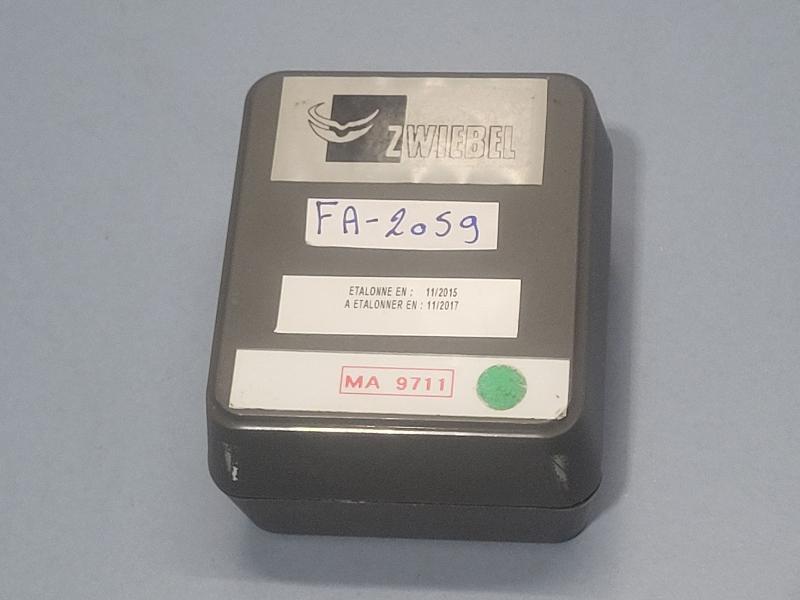 ZWIEBEL
FA-2059
ETALONNE EN : 11/2015
A ETALONNER EN : 11/2017
MA 9711